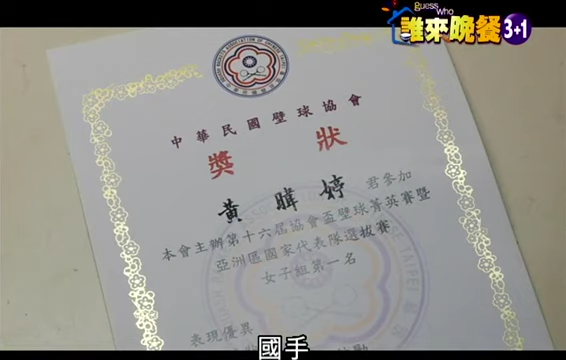 Guess Who
誰來晚餐 3+1
中華民國壁球協會
獎狀
黃暐婷 君參加
本會主辦第十六屆協會盃壁球菁英賽暨
亞洲區國家代表隊選拔賽
女子組第一名
表現優異
國手